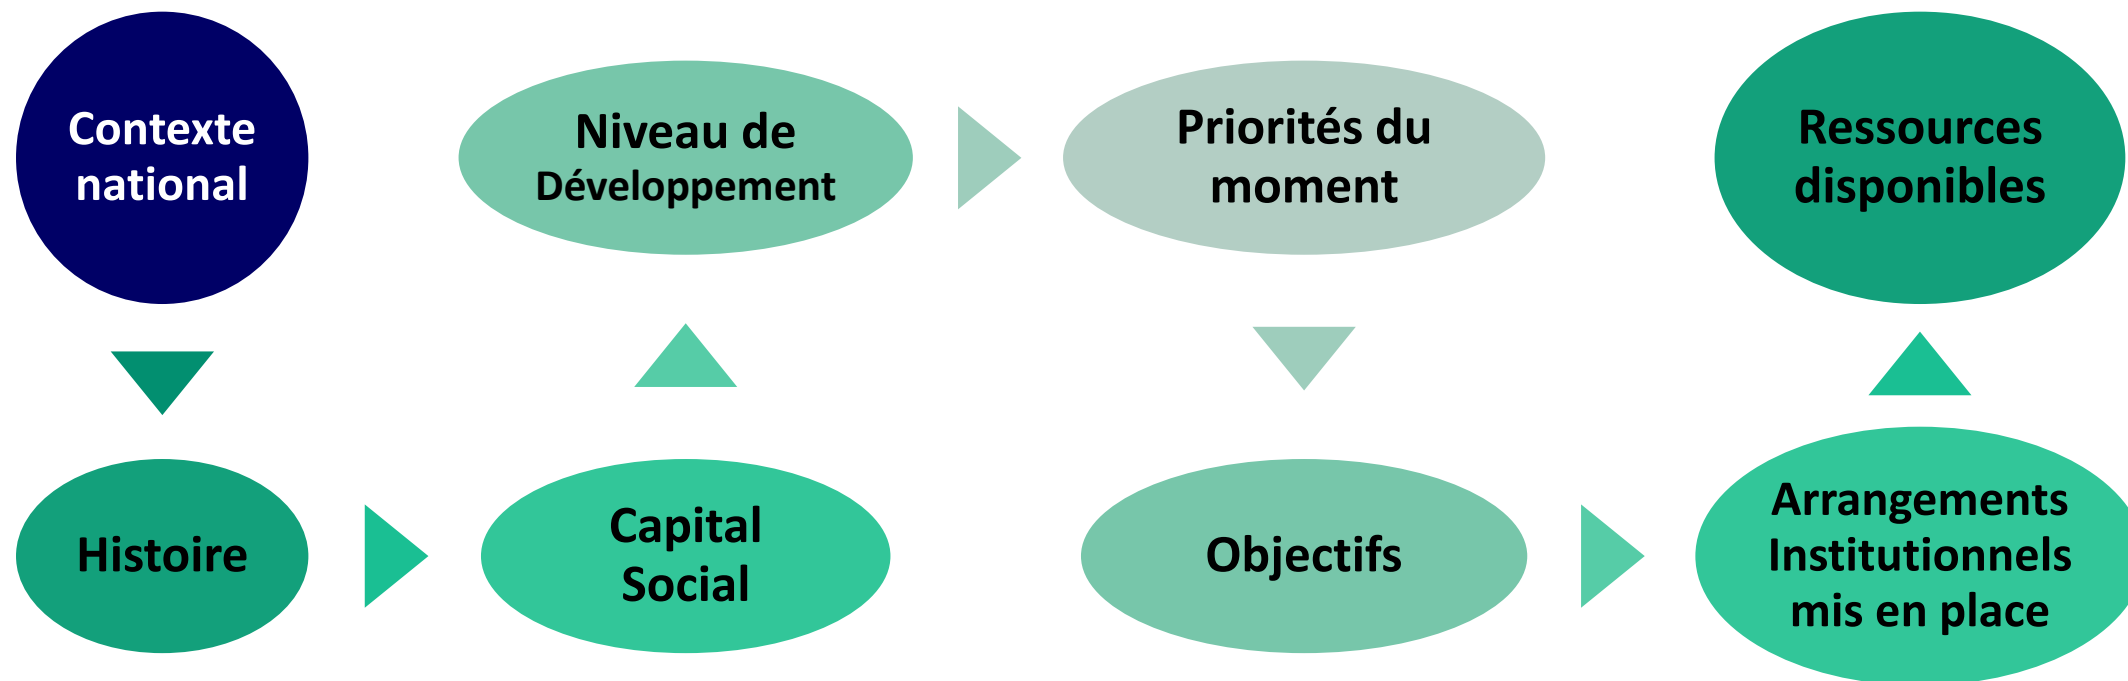 Contexte
national
Histoire
Capital
Social
Niveau de
Développement
Priorités du
moment
Objectifs
Arrangements
Institutionnels
mis en place
Ressources
disponibles